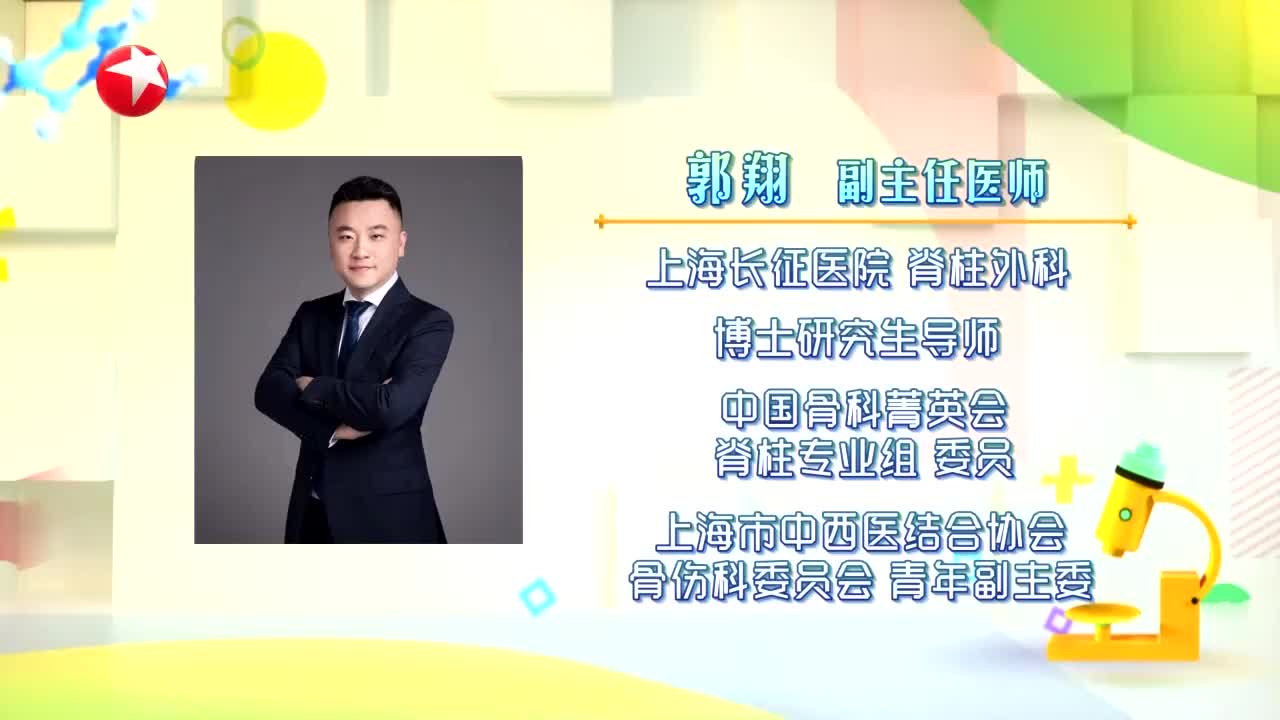 郭翔 副主任医师
上海长征医院 脊柱外科
博士研究生导师
中国骨科菁英会
脊柱专业组 委员
上海市中西医结合协会
骨伤科委员会 青年副主委